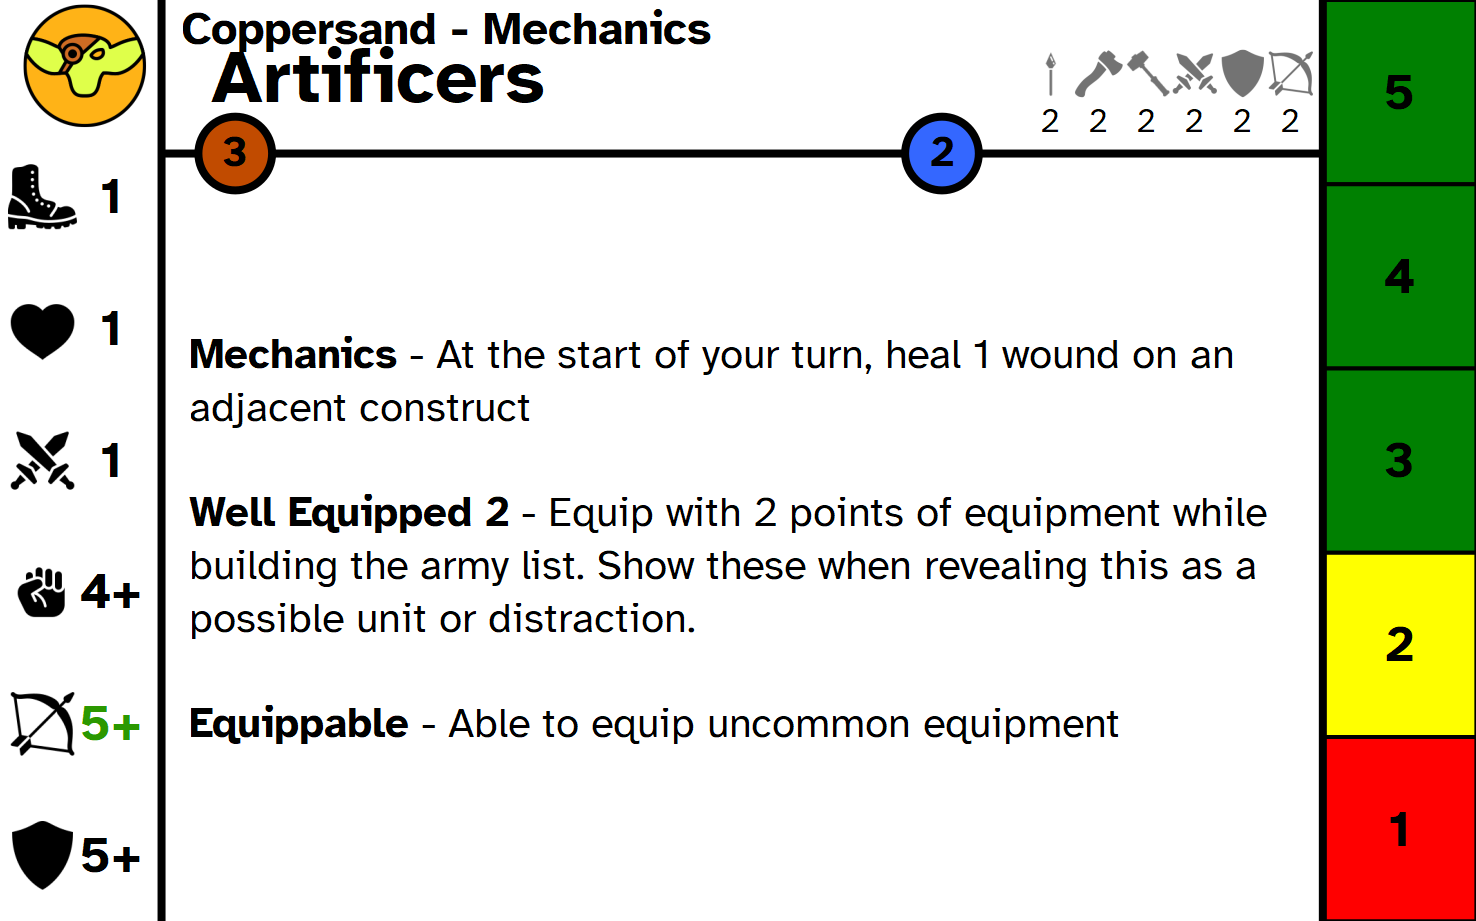 Coppersand - Mechanics
Artificers
2 2 2 2 2 2
3
2
1
1
1
4+
5+
5+
Mechanics - At the start of your turn, heal 1 wound on an
adjacent construct
Well Equipped 2 - Equip with 2 points of equipment while
building the army list. Show these when revealing this as a
possible unit or distraction.
Equippable - Able to equip uncommon equipment
5
4
3
2
1